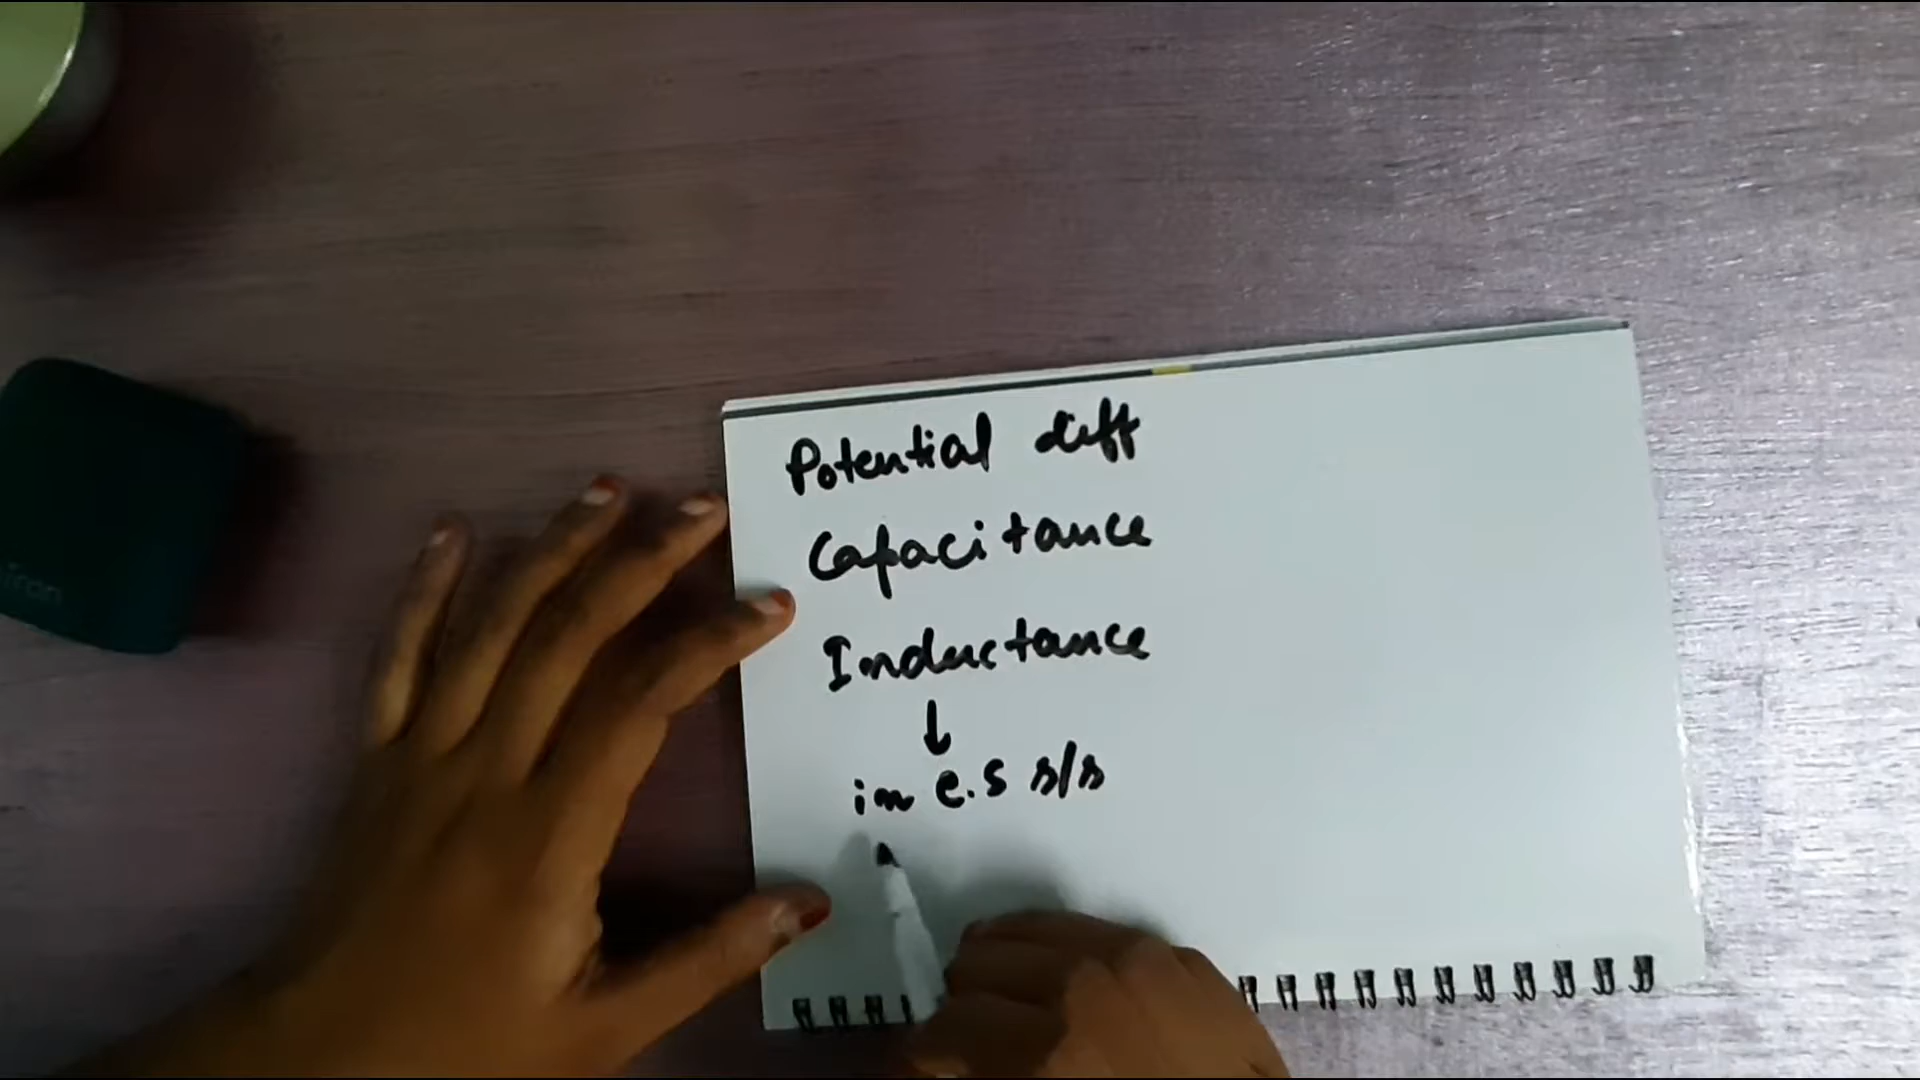 Potential diff
Capacitance
Inductance
↓
in e.s s/s